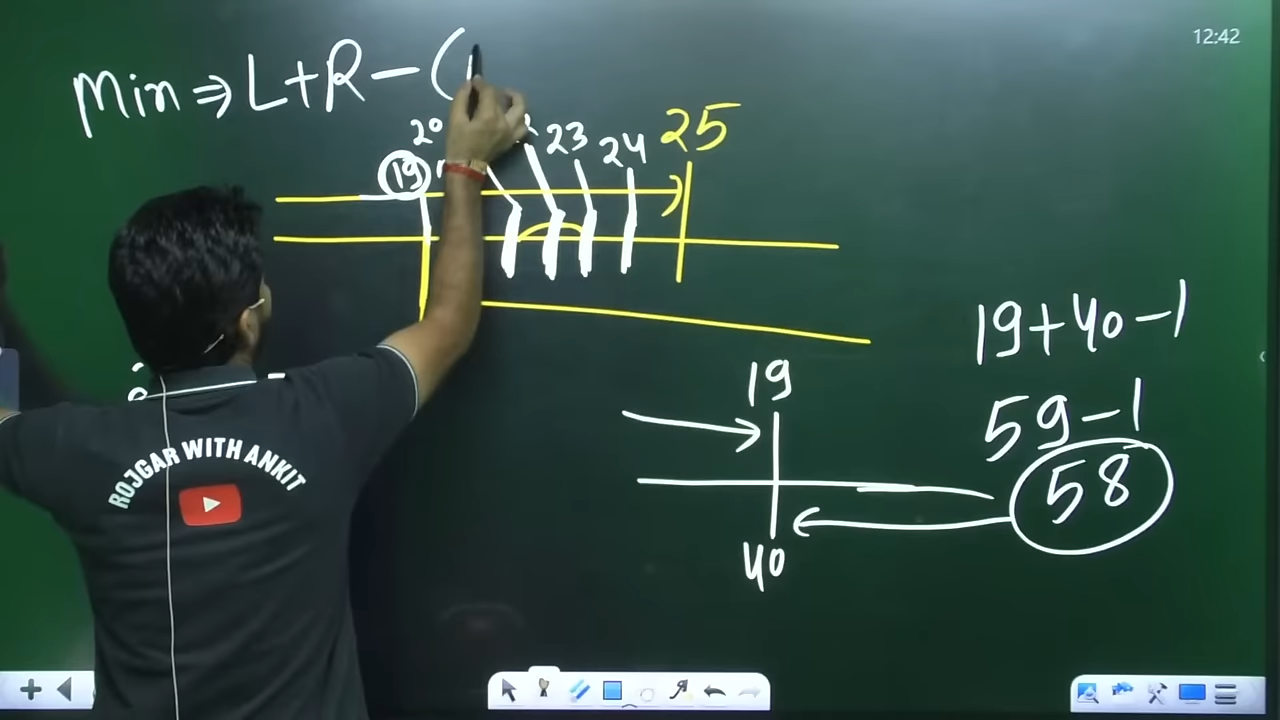 12:42
Min ⇒ L+R-(
20 23 24 25
19
19+40-1
59-1
58
19
40
ROJGAR WITH ANKIT